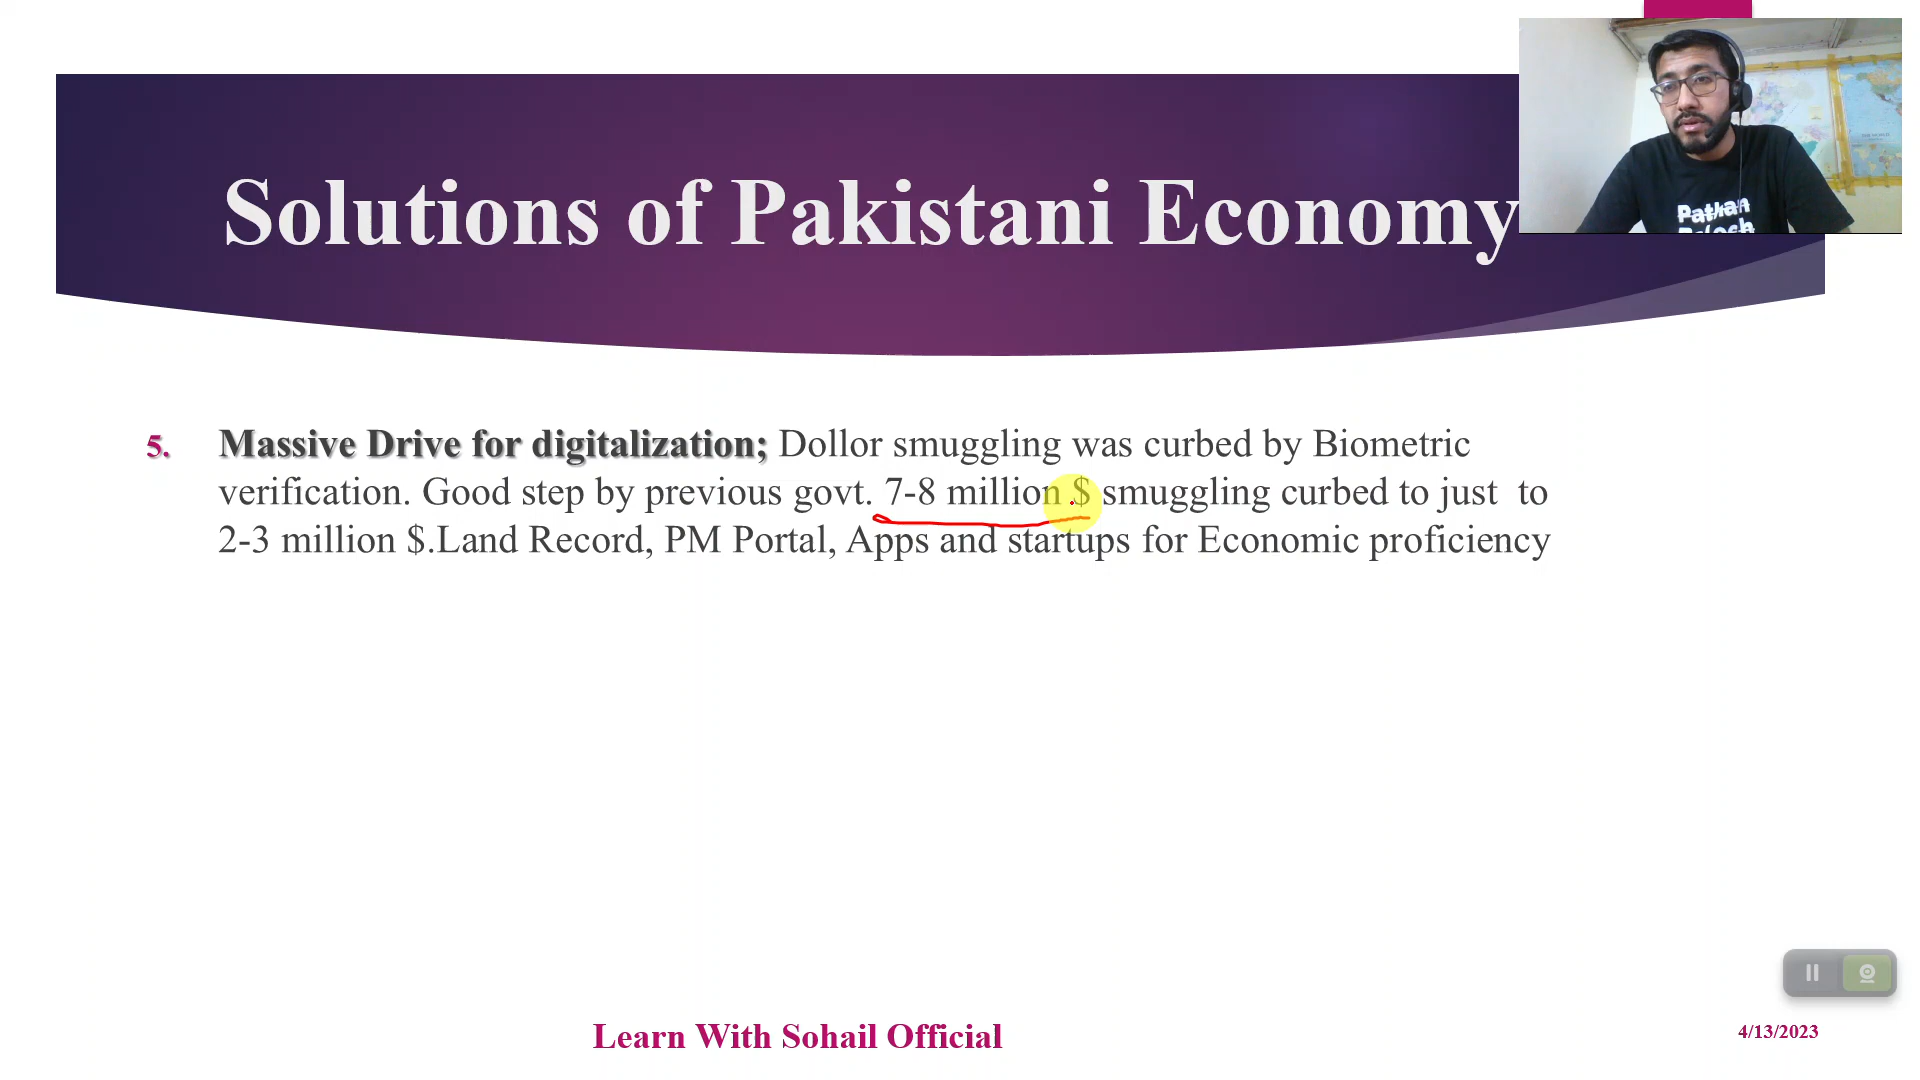 Solutions of Pakistani Economy
Pathan
5. Massive Drive for digitalization; Dollor smuggling was curbed by Biometric
verification. Good step by previous govt. 7-8 million $ smuggling curbed to just to
2-3 million $.Land Record, PM Portal, Apps and startups for Economic proficiency
Learn With Sohail Official
4/13/2023